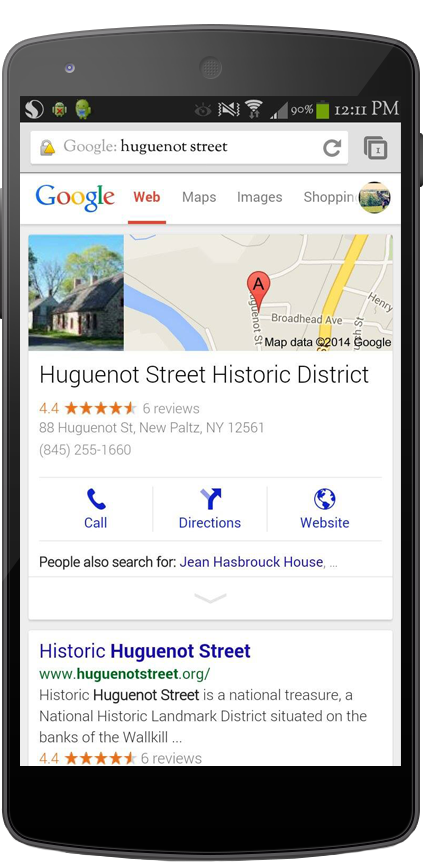 90% 12:11 PM
Google: huguenot street
1
Google Web Maps Images Shoppin
A
Huguenot St
Broadhead Ave
Henry
Map data ©2014 Google
Huguenot Street Historic District
4.4 6 reviews
88 Huguenot St, New Paltz, NY 12561
(845) 255-1660
Call Directions Website
People also search for: Jean Hasbrouck House, ...
Historic Huguenot Street
www.huguenotstreet.org/
Historic Huguenot Street is a national treasure, a
National Historic Landmark District situated on the
banks of the Wallkill ...
4.4 6 reviews